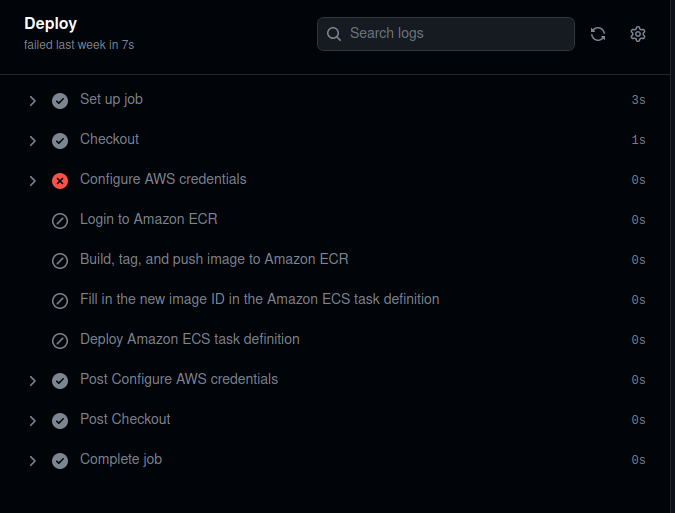 Deploy
failed last week in 7s
Search logs
Set up job 3s
Checkout 1s
Configure AWS credentials 0s
Login to Amazon ECR 0s
Build, tag, and push image to Amazon ECR 0s
Fill in the new image ID in the Amazon ECS task definition 0s
Deploy Amazon ECS task definition 0s
Post Configure AWS credentials 0s
Post Checkout 0s
Complete job 0s